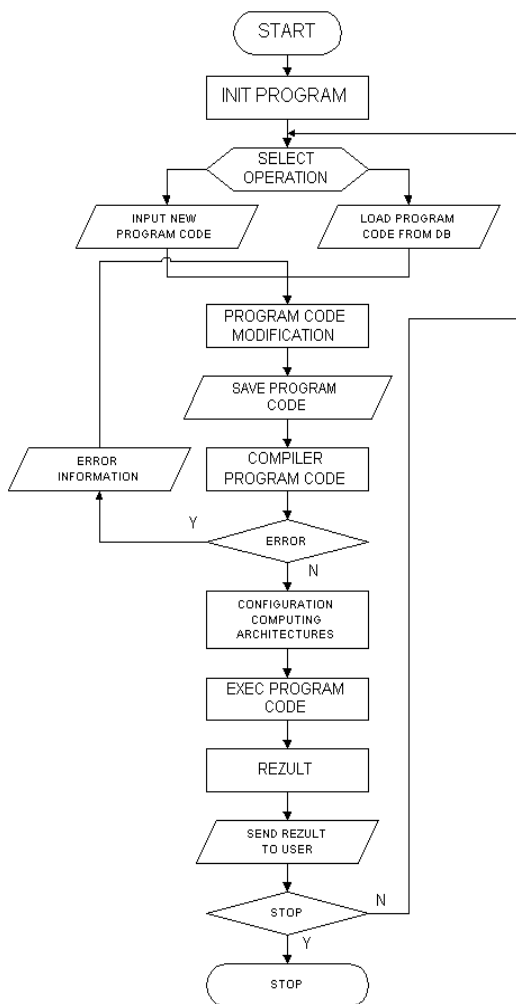 START
INIT PROGRAM
SELECT
OPERATION
INPUT NEW
PROGRAM CODE
LOAD PROGRAM
CODE FROM DB
PROGRAM CODE
MODIFICATION
SAVE PROGRAM
CODE
ERROR
INFORMATION
COMPILER
PROGRAM CODE
Y
ERROR
N
CONFIGURATION
COMPUTING
ARCHITECTURES
EXEC PROGRAM
CODE
REZULT
SEND REZULT
TO USER
N
STOP
Y
STOP